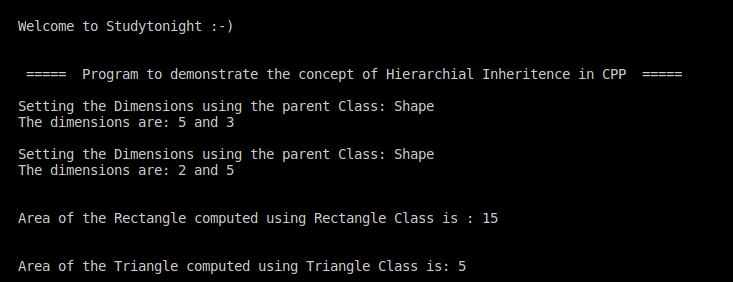 Welcome to Studytonight :-)
===== Program to demonstrate the concept of Hierarchial Inheritence in CPP =====
Setting the Dimensions using the parent Class: Shape
The dimensions are: 5 and 3
Setting the Dimensions using the parent Class: Shape
The dimensions are: 2 and 5
Area of the Rectangle computed using Rectangle Class is : 15
Area of the Triangle computed using Triangle Class is: 5